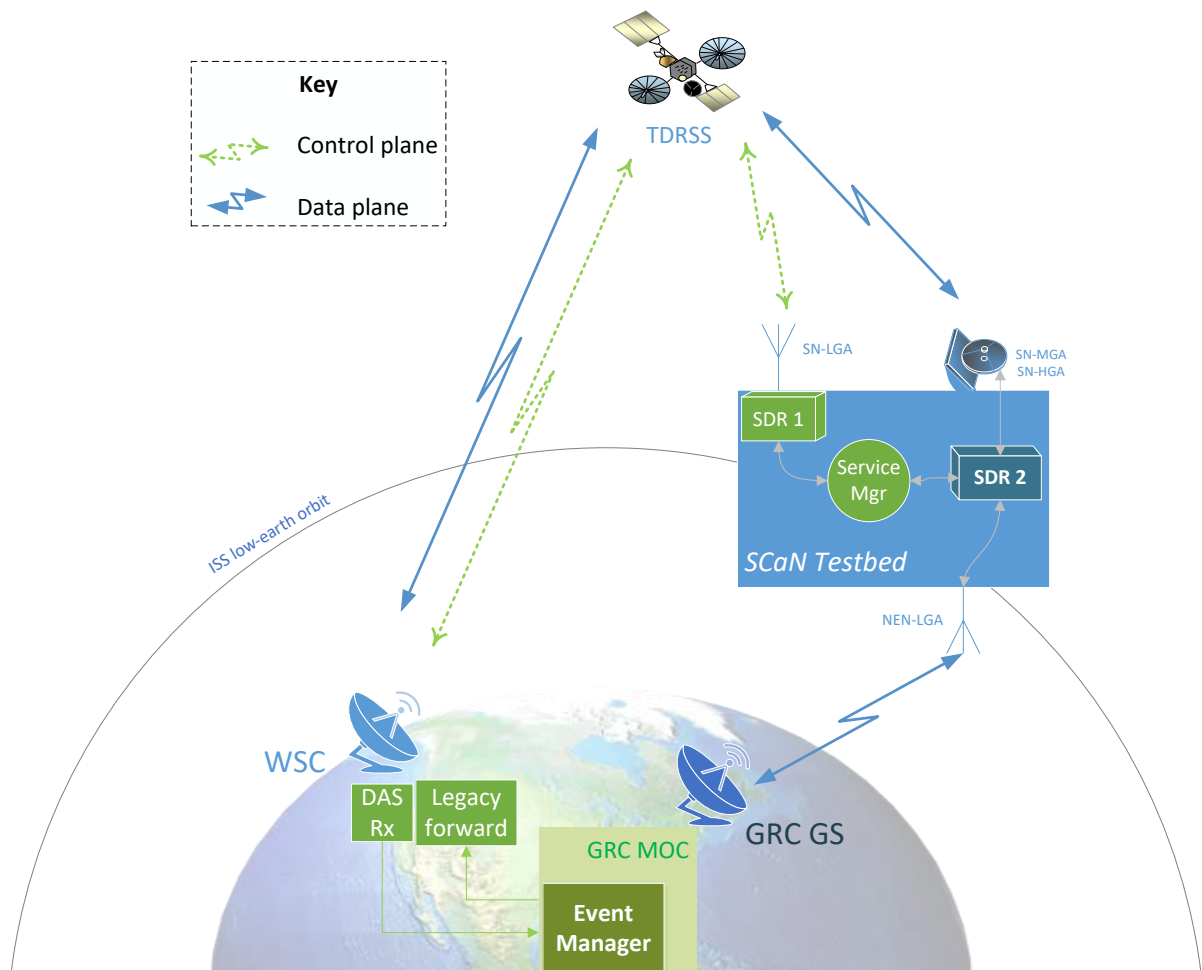 Key
Control plane
Data plane
TDRSS
SN-LGA
SN-MGA
SN-HGA
SDR 1
Service
Mgr
SDR 2
SCaN Testbed
ISS low-earth orbit
NEN-LGA
WSC
DAS
Rx
Legacy
forward
GRC GS
GRC MOC
Event
Manager